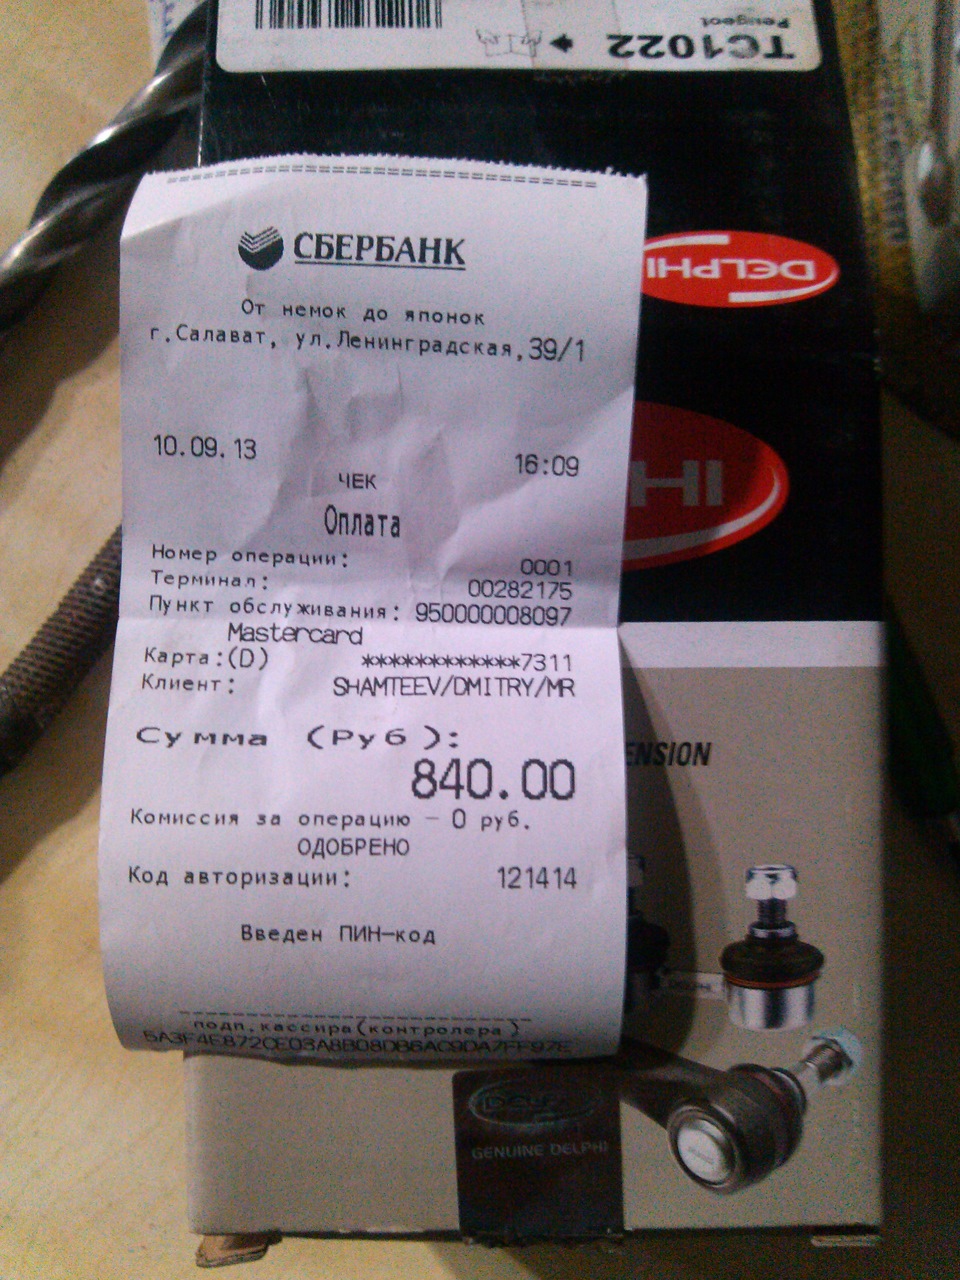 TC1022
Peugeot
СБЕРБАНК
От немок до японок
г.Салават, ул.Ленинградская,39/1
10.09.13 16:09
ЧЕК
Оплата
Номер операции: 0001
Терминал: 00282175
Пункт обслуживания: 950000008097
Mastercard
Карта:(D) ************7311
Клиент: SHAMTEEV/DMITRY/MR
Сумма (Руб):
840.00
Комиссия за операцию – 0 руб.
ОДОБРЕНО
Код авторизации: 121414
Введен ПИН–код
подп.кассира(контролера)
5A3F4E872CE03A8B08DB6AC9DA7FF97E
DELPHI
HI
ENSION
DELPHI
GENUINE DELPHI